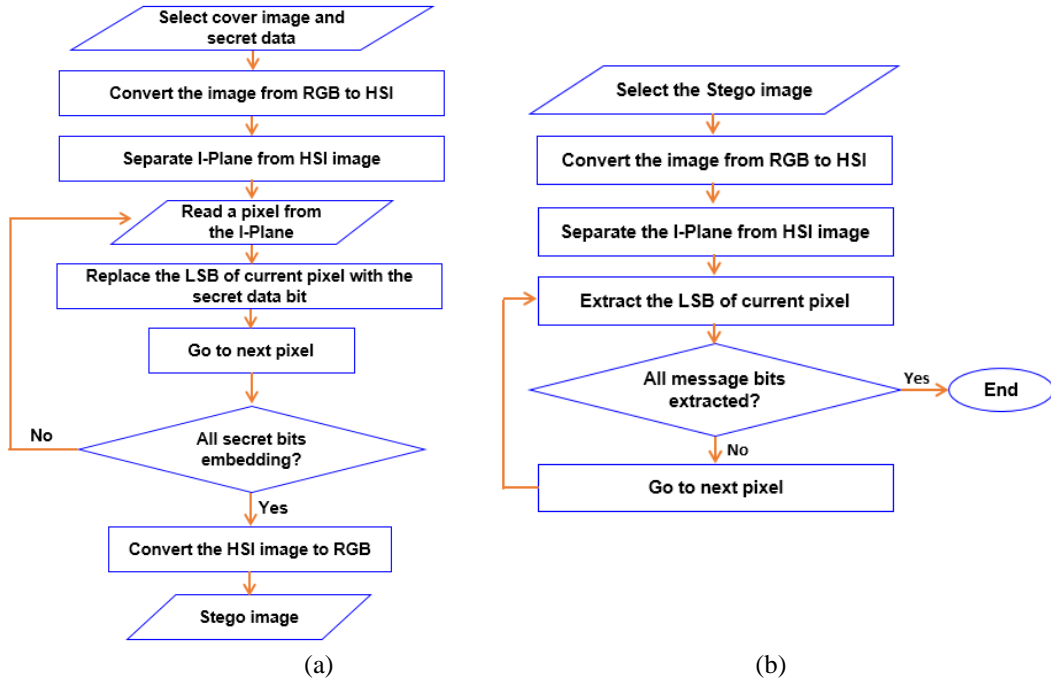 Select cover image and
secret data
Convert the image from RGB to HSI
Separate I-Plane from HSI image
Read a pixel from
the I-Plane
Replace the LSB of current pixel with the
secret data bit
Go to next pixel
No
All secret bits
embedding?
Yes
Convert the HSI image to RGB
Stego image
(a)
Select the Stego image
Convert the image from RGB to HSI
Separate the I-Plane from HSI image
Extract the LSB of current pixel
All message bits
extracted?
Yes
End
No
Go to next pixel
(b)